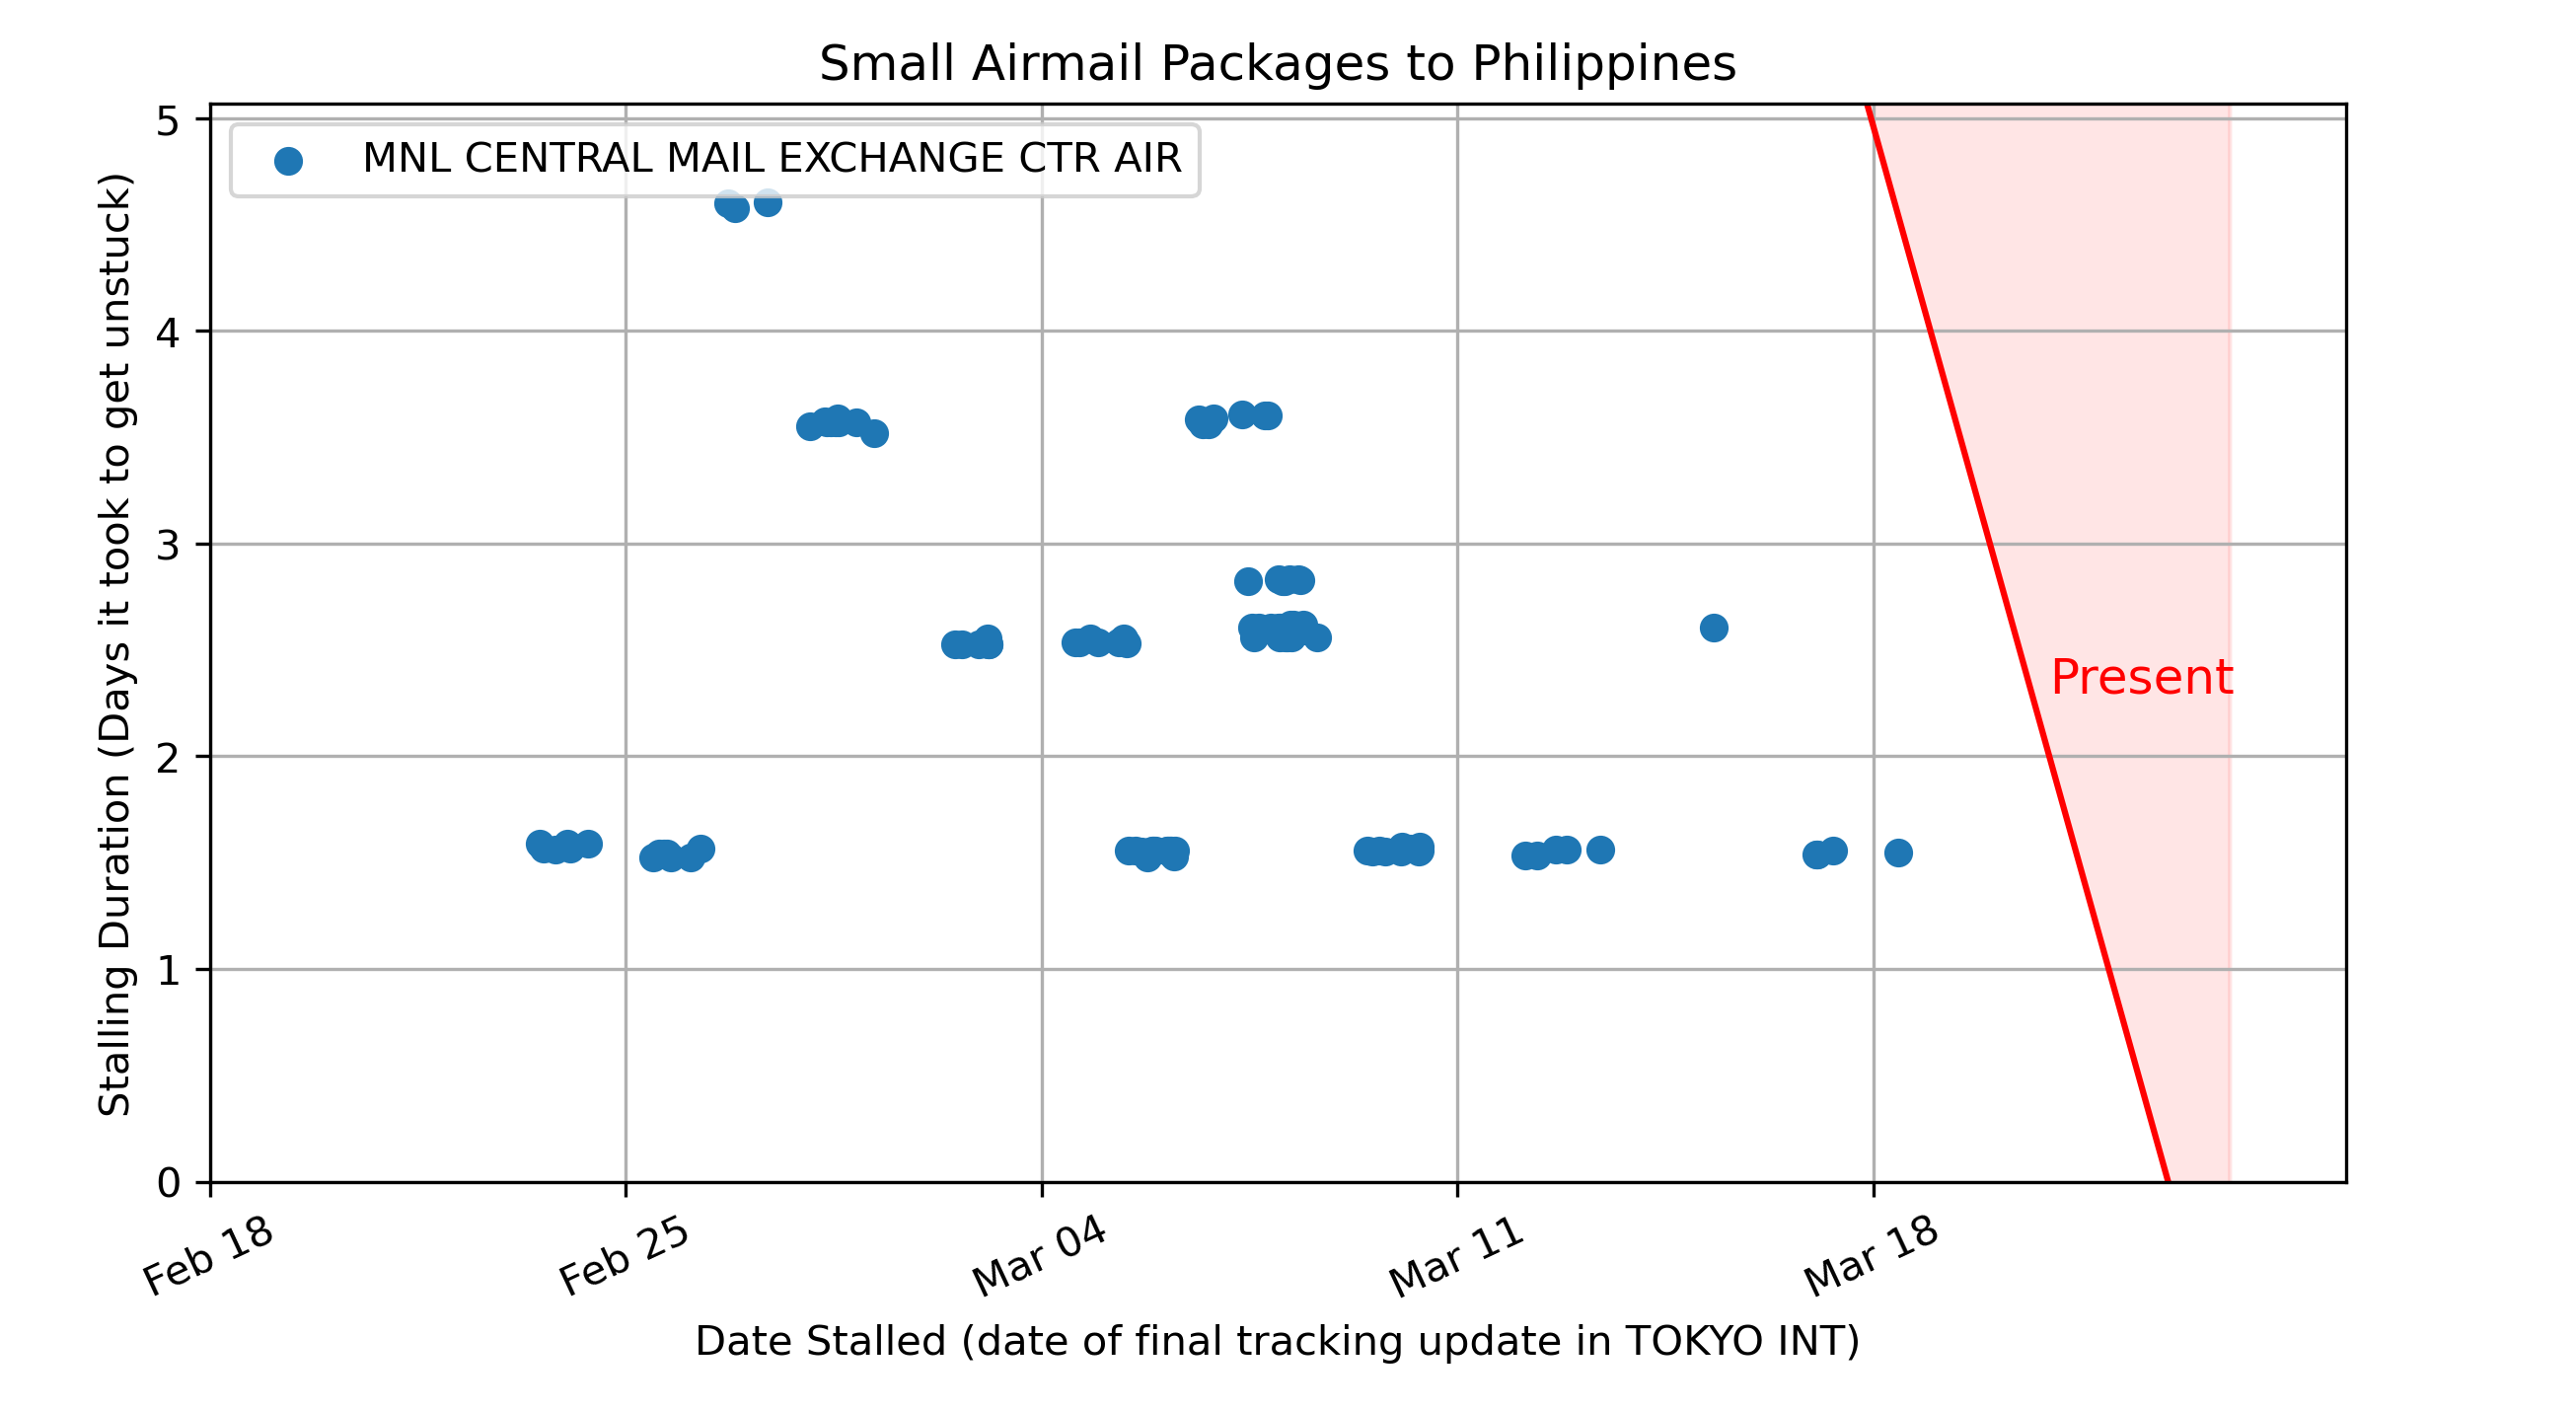 Small Airmail Packages to Philippines
MNL CENTRAL MAIL EXCHANGE CTR AIR
Stalling Duration (Days it took to get unstuck)
5
4
3
2
1
0
Present
Feb 18
Feb 25
Mar 04
Mar 11
Mar 18
Date Stalled (date of final tracking update in TOKYO INT)